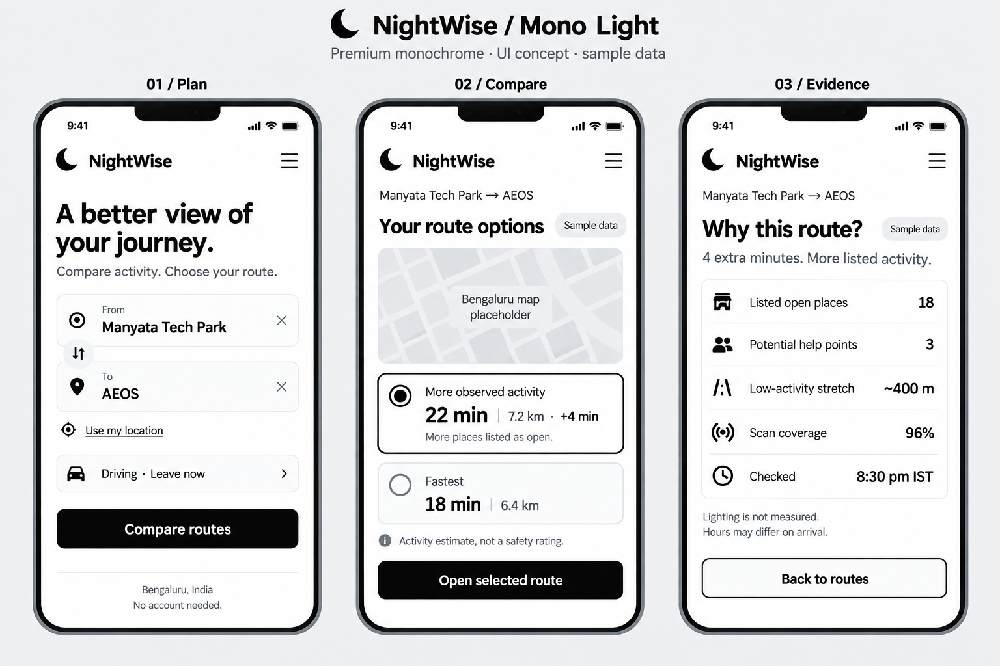 NightWise / Mono Light
Premium monochrome · UI concept · sample data
01 / Plan
9:41
NightWise
A better view of
your journey.
Compare activity. Choose your route.
From
Manyata Tech Park
To
AEOS
Use my location
Driving · Leave now
Compare routes
Bengaluru, India
No account needed.
02 / Compare
9:41
NightWise
Manyata Tech Park → AEOS
Your route options
Sample data
Bengaluru map
placeholder
More observed activity
22 min | 7.2 km · +4 min
More places listed as open.
Fastest
18 min | 6.4 km
Activity estimate, not a safety rating.
Open selected route
03 / Evidence
9:41
NightWise
Manyata Tech Park → AEOS
Why this route?
Sample data
4 extra minutes. More listed activity.
Listed open places 18
Potential help points 3
Low-activity stretch ~400 m
Scan coverage 96%
Checked 8:30 pm IST
Lighting is not measured.
Hours may differ on arrival.
Back to routes